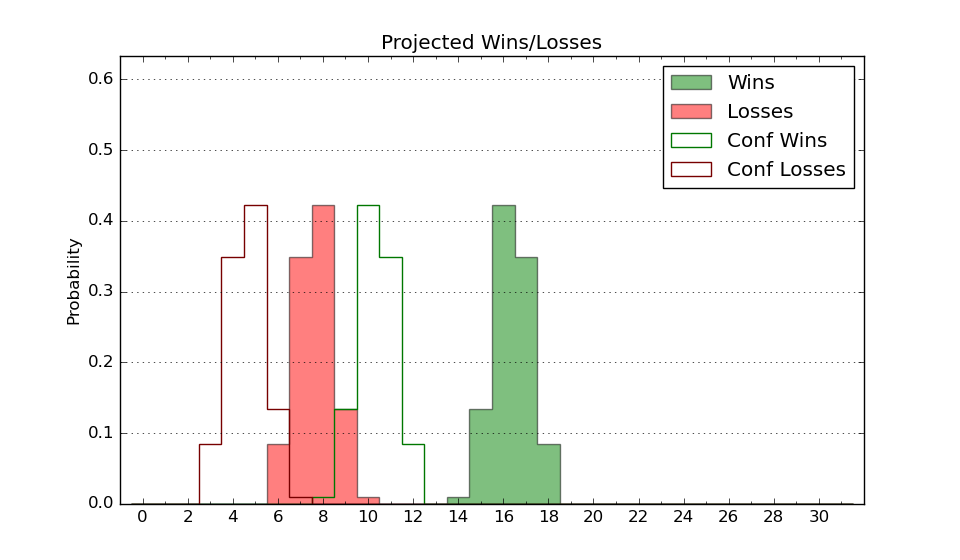 Projected Wins/Losses
Wins
Losses
Conf Wins
Conf Losses
Probability
0.6
0.5
0.4
0.3
0.2
0.1
0.0
0 2 4 6 8 10 12 14 16 18 20 22 24 26 28 30